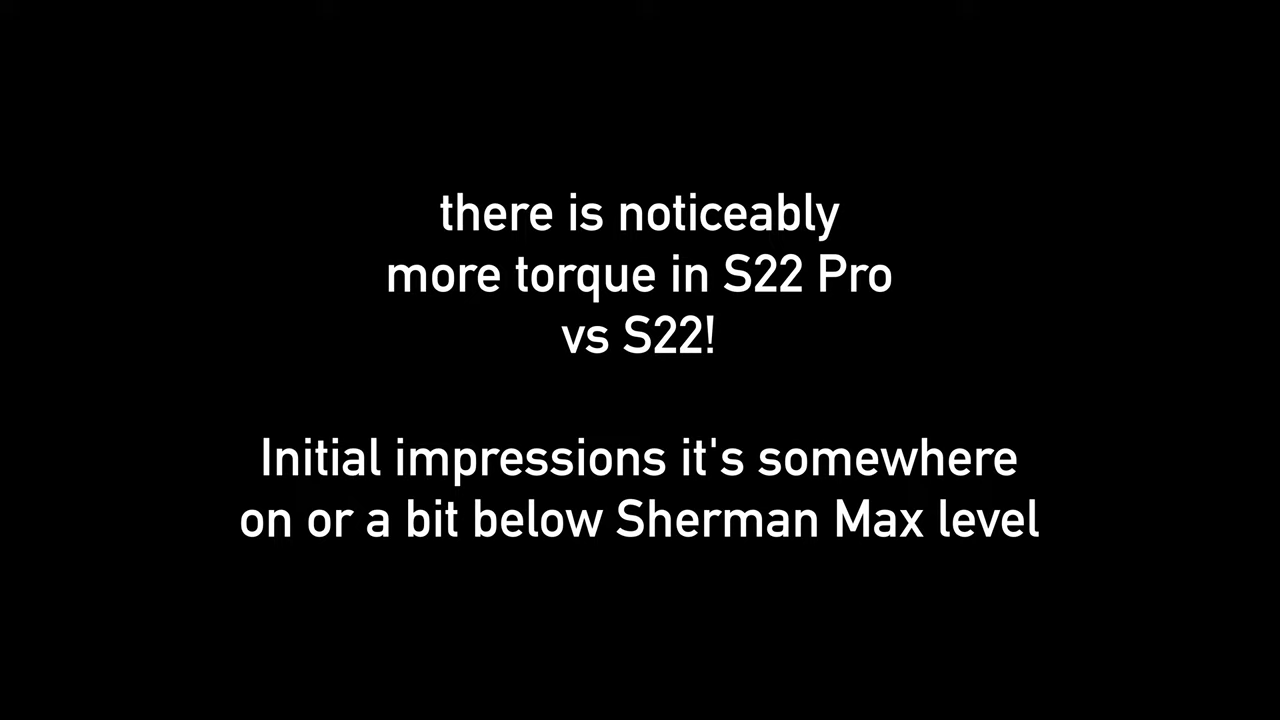 there is noticeably
more torque in S22 Pro
vs S22!
Initial impressions it's somewhere
on or a bit below Sherman Max level